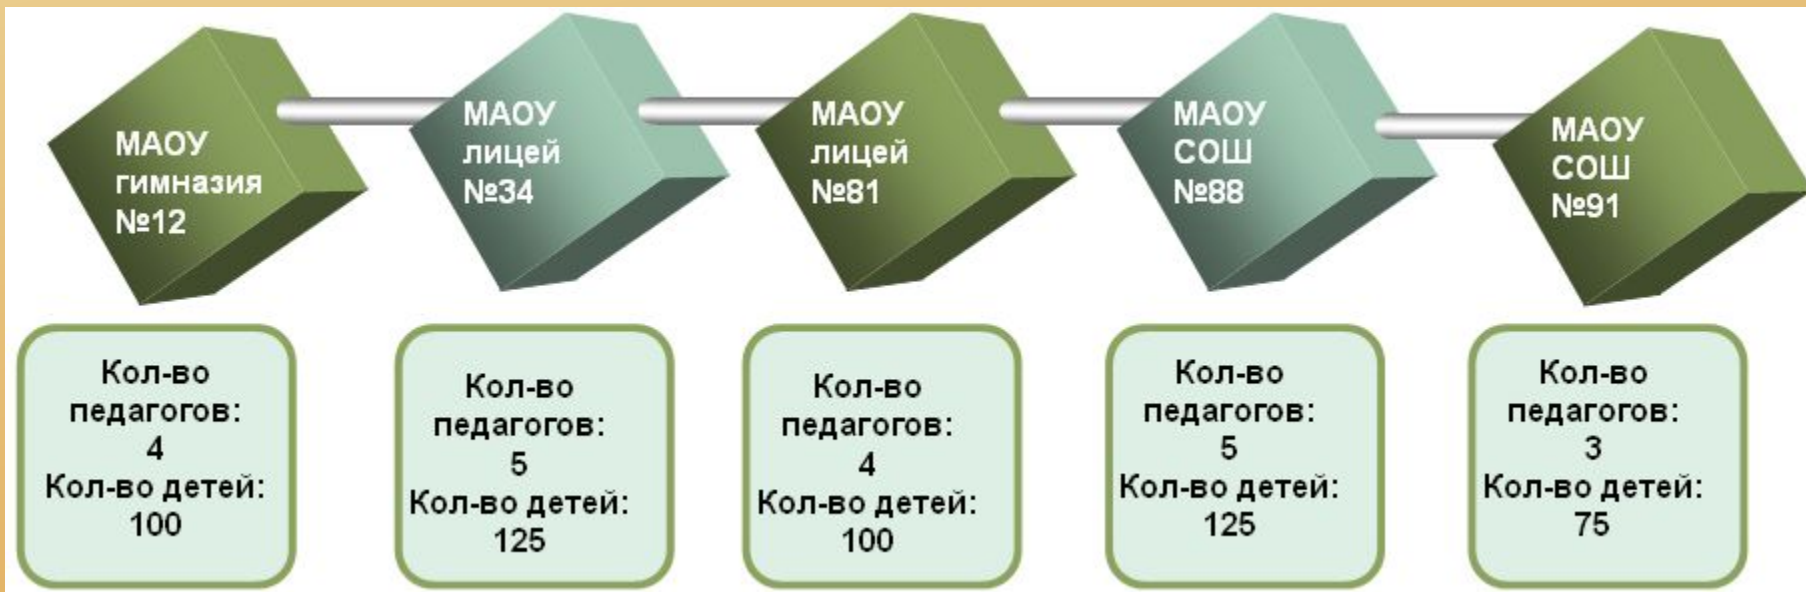 МАОУ
гимназия
№12
МАОУ
лицей
№34
МАОУ
лицей
№81
МАОУ
СОШ
№88
МАОУ
СОШ
№91
Кол-во
педагогов:
4
Кол-во детей:
100
Кол-во
педагогов:
5
Кол-во детей:
125
Кол-во
педагогов:
4
Кол-во детей:
100
Кол-во
педагогов:
5
Кол-во детей:
125
Кол-во
педагогов:
3
Кол-во детей:
75